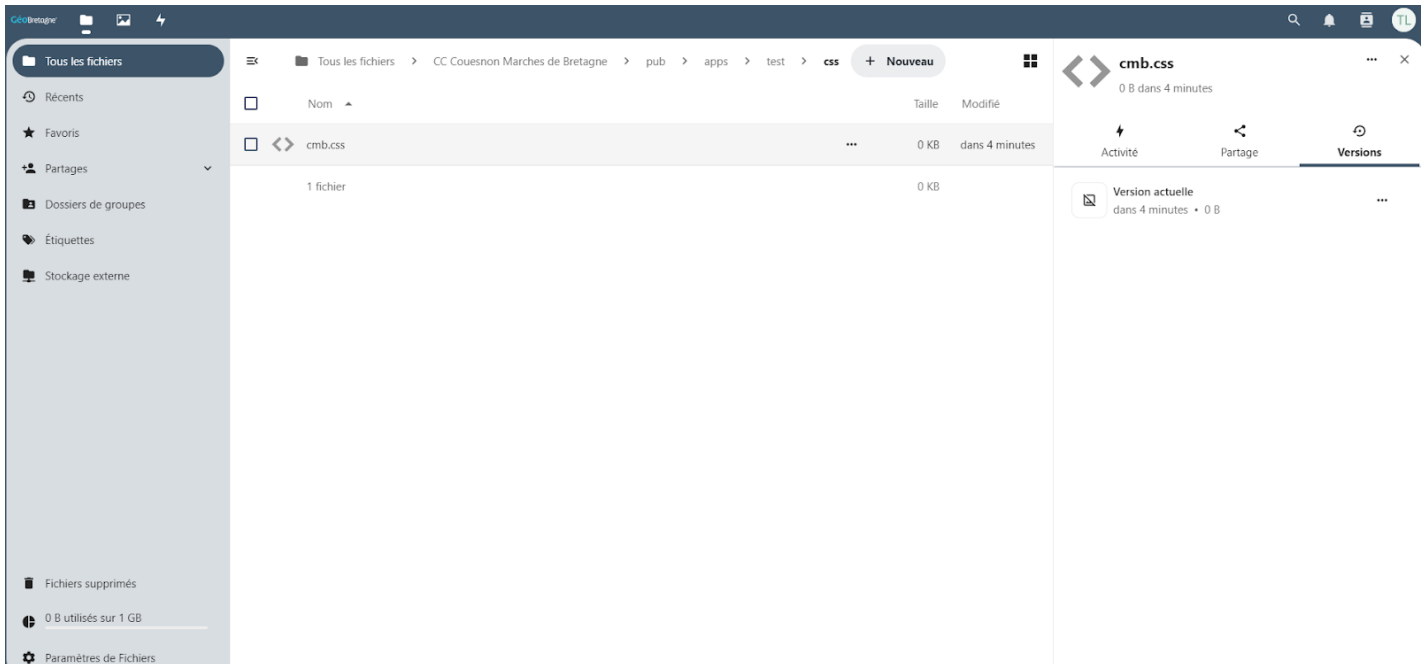 GéoBretagne
TL
Tous les fichiers
Récents
Favoris
Partages
Dossiers de groupes
Étiquettes
Stockage externe
Fichiers supprimés
0 B utilisés sur 1 GB
Paramètres de Fichiers
Tous les fichiers > CC Couesnon Marches de Bretagne > pub > apps > test > css + Nouveau
Nom Taille Modifié
cmb.css ... 0 KB dans 4 minutes
1 fichier 0 KB
cmb.css
0 B dans 4 minutes
Activité Partage Versions
Version actuelle
dans 4 minutes • 0 B